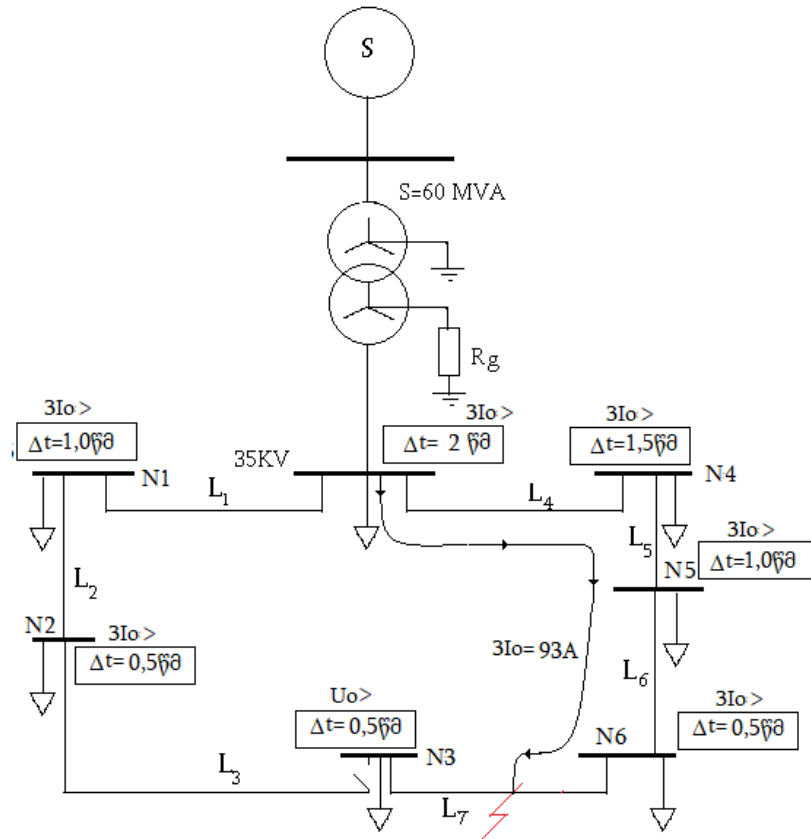 S
S=60 MVA
Rg
3Io>
Δt=1,0წმ
N1
L1
35KV
3Io>
Δt= 2 წმ
3Io>
Δt=1,5წმ
N4
L4
L5
3Io>
Δt=1,0წმ
N5
L2
N2
3Io>
Δt= 0,5წმ
3Io= 93A
L6
Uo>
Δt= 0,5წმ
N3
3Io>
Δt= 0,5წმ
N6
L3
L7